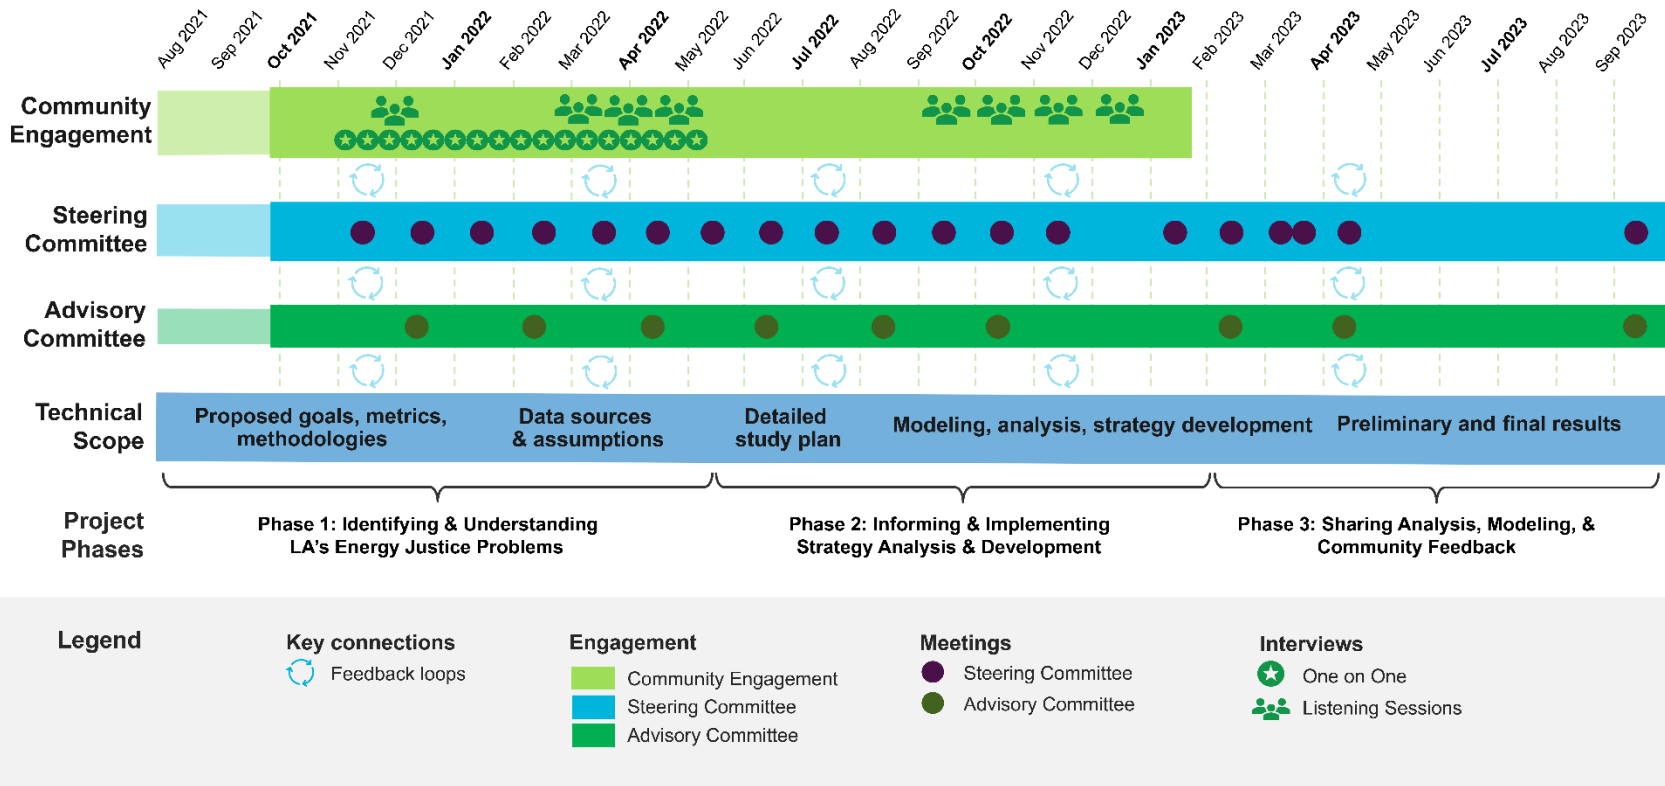 Aug 2021
Sep 2021
Oct 2021
Nov 2021
Dec 2021
Jan 2022
Feb 2022
Mar 2022
Apr 2022
May 2022
Jun 2022
Jul 2022
Aug 2022
Sep 2022
Oct 2022
Nov 2022
Dec 2022
Jan 2023
Feb 2023
Mar 2023
Apr 2023
May 2023
Jun 2023
Jul 2023
Aug 2023
Sep 2023
Community
Engagement
Steering
Committee
Advisory
Committee
Technical
Scope
Proposed goals, metrics,
methodologies
Data sources
& assumptions
Detailed
study plan
Modeling, analysis, strategy development
Preliminary and final results
Project
Phases
Phase 1: Identifying & Understanding
LA's Energy Justice Problems
Phase 2: Informing & Implementing
Strategy Analysis & Development
Phase 3: Sharing Analysis, Modeling, &
Community Feedback
Legend
Key connections
Feedback loops
Engagement
Community Engagement
Steering Committee
Advisory Committee
Meetings
Steering Committee
Advisory Committee
Interviews
One on One
Listening Sessions